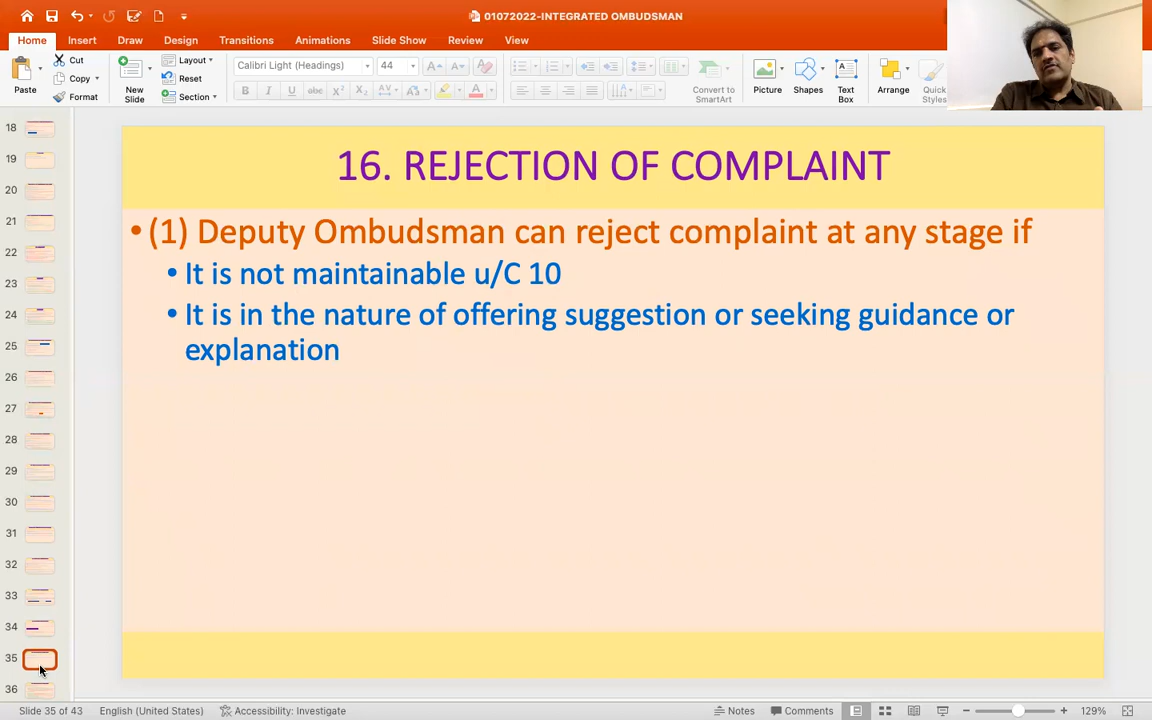 01072022-INTEGRATED OMBUDSMAN
Home Insert Draw Design Transitions Animations Slide Show Review View
Paste Cut Copy Format New Slide Layout Reset Section Calibri Light (Headings) 44 Convert to SmartArt Picture Shapes Text Box Arrange Quick Styles
18
19
20
21
22
23
24
25
26
27
28
29
30
31
32
33
34
35
36
16. REJECTION OF COMPLAINT
• (1) Deputy Ombudsman can reject complaint at any stage if
• It is not maintainable u/C 10
• It is in the nature of offering suggestion or seeking guidance or
explanation
Slide 35 of 43 English (United States) Accessibility: Investigate Notes Comments 129%